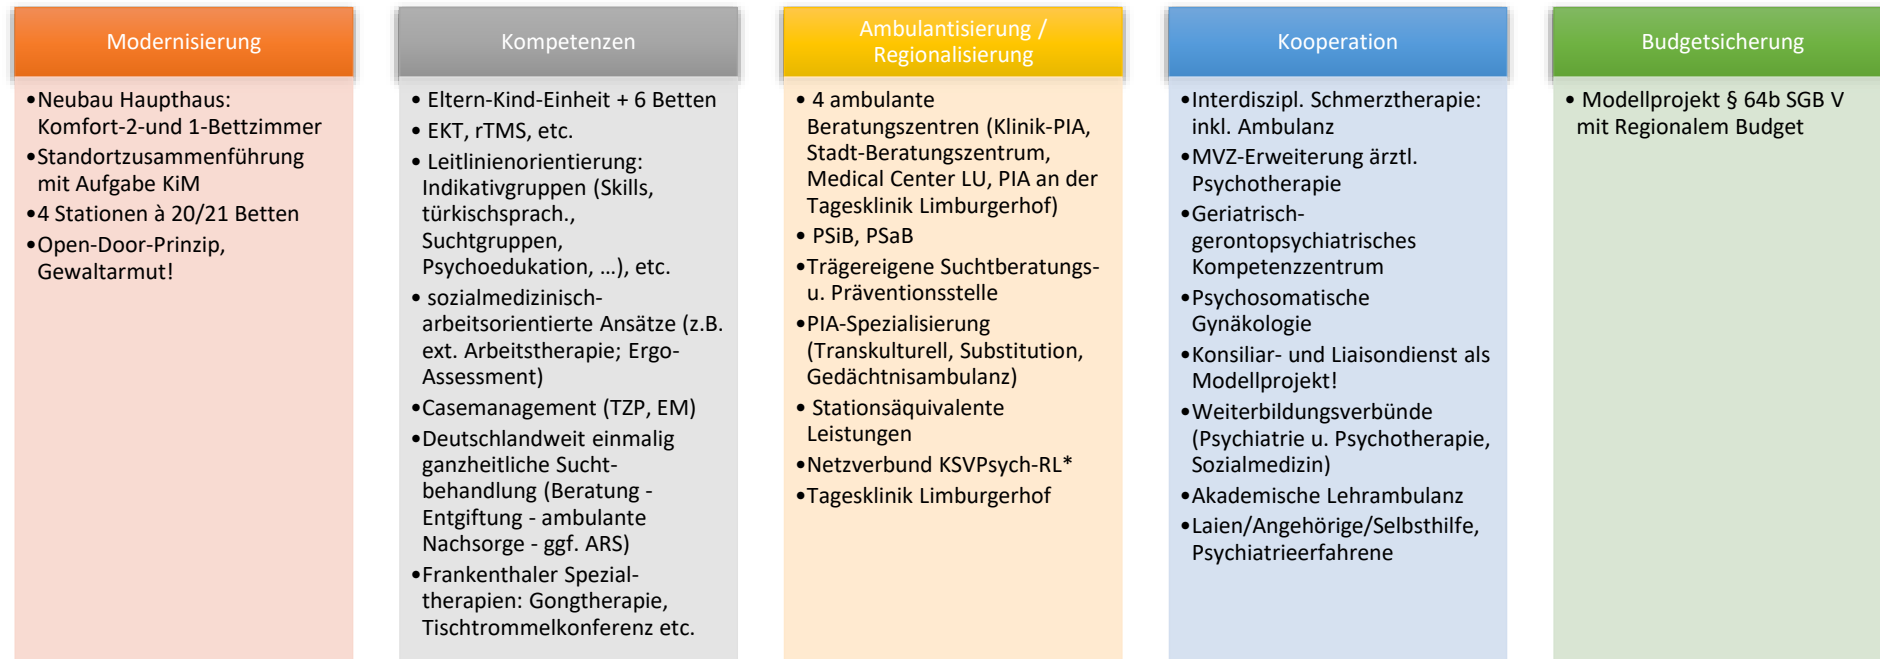 Modernisierung
•Neubau Haupthaus:
Komfort-2-und 1-Bettzimmer
•Standortzusammenführung
mit Aufgabe KiM
•4 Stationen à 20/21 Betten
•Open-Door-Prinzip,
Gewaltarmut!
Kompetenzen
• Eltern-Kind-Einheit + 6 Betten
• EKT, rTMS, etc.
• Leitlinienorientierung:
Indikativgruppen (Skills,
türkischsprach.,
Suchtgruppen,
Psychoedukation, …), etc.
• sozialmedizinisch-
arbeitsorientierte Ansätze (z.B.
ext. Arbeitstherapie; Ergo-
Assessment)
•Casemanagement (TZP, EM)
•Deutschlandweit einmalig
ganzheitliche Sucht-
behandlung (Beratung -
Entgiftung - ambulante
Nachsorge - ggf. ARS)
•Frankenthaler Spezial-
therapien: Gongtherapie,
Tischtrommelkonferenz etc.
Ambulantisierung /
Regionalisierung
• 4 ambulante
Beratungszentren (Klinik-PIA,
Stadt-Beratungszentrum,
Medical Center LU, PIA an der
Tagesklinik Limburgerhof)
• PSiB, PSaB
•Trägereigene Suchtberatungs-
u. Präventionsstelle
•PIA-Spezialisierung
(Transkulturell, Substitution,
Gedächtnisambulanz)
• Stationsäquivalente
Leistungen
•Netzverbund KSVPsych-RL*
•Tagesklinik Limburgerhof
Kooperation
•Interdiszipl. Schmerztherapie:
inkl. Ambulanz
•MVZ-Erweiterung ärztl.
Psychotherapie
•Geriatrisch-
gerontopsychiatrisches
Kompetenzzentrum
•Psychosomatische
Gynäkologie
•Konsiliar- und Liaisondienst als
Modellprojekt!
•Weiterbildungsverbünde
(Psychiatrie u. Psychotherapie,
Sozialmedizin)
•Akademische Lehrambulanz
•Laien/Angehörige/Selbsthilfe,
Psychiatrieerfahrene
Budgetsicherung
• Modellprojekt § 64b SGB V
mit Regionalem Budget